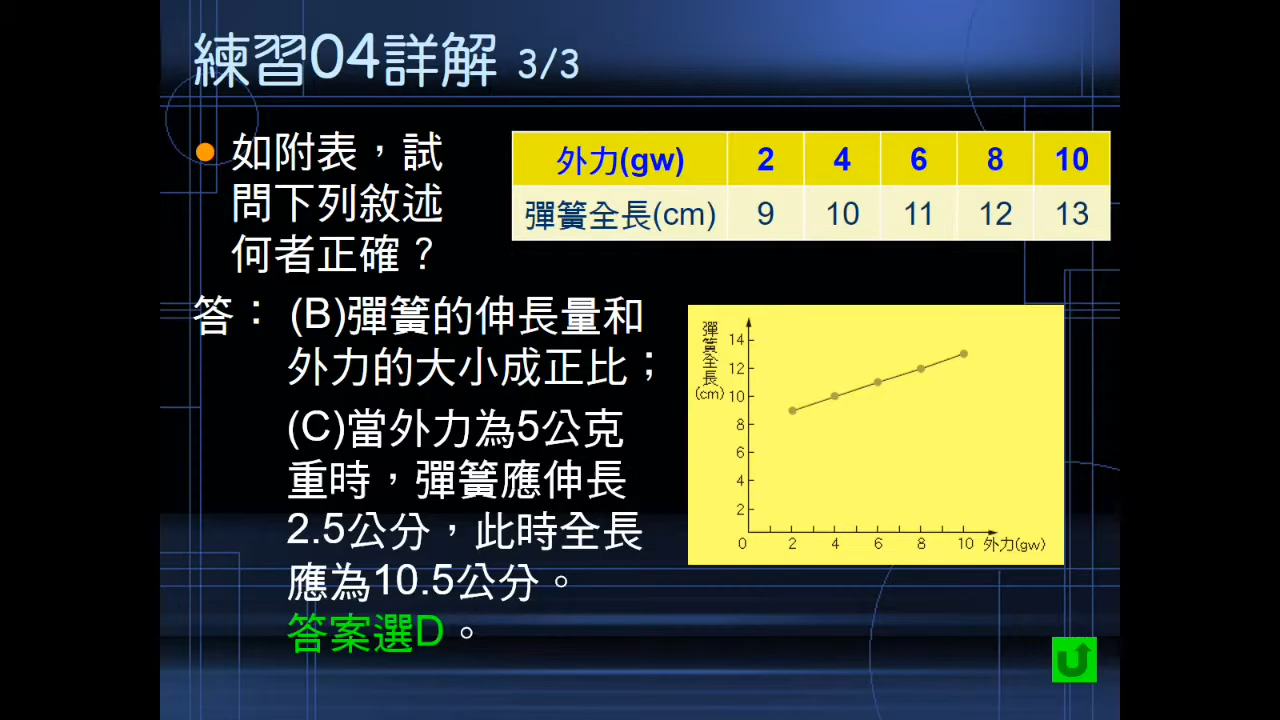 練習04詳解 3/3
如附表，試
問下列敘述
何者正確？
外力(gw) 2 4 6 8 10
彈簧全長(cm) 9 10 11 12 13
答： (B)彈簧的伸長量和
外力的大小成正比；
(C)當外力為5公克
重時，彈簧應伸長
2.5公分，此時全長
應為10.5公分。
答案選D。
彈簧全長
(cm)
14
12
10
8
6
4
2
0 2 4 6 8 10 外力(gw)